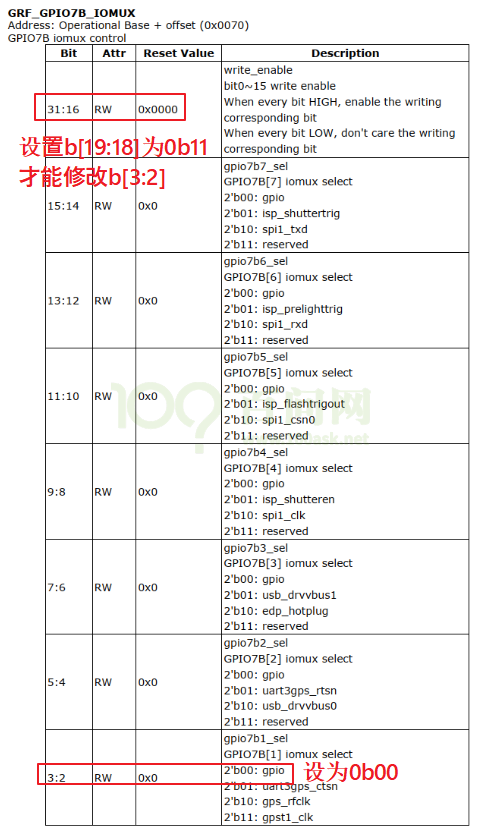 GRF_GPIO7B_IOMUX
Address: Operational Base + offset (0x0070)
GPIO7B iomux control
Bit Attr Reset Value Description
31:16 RW 0x0000
write_enable
bit0~15 write enable
When every bit HIGH, enable the writing
corresponding bit
When every bit LOW, don't care the writing
corresponding bit
设置b[19:18]为0b11
才能修改b[3:2]
15:14 RW 0x0
gpio7b7_sel
GPIO7B[7] iomux select
2'b00: gpio
2'b01: isp_shuttertrig
2'b10: spi1_txd
2'b11: reserved
13:12 RW 0x0
gpio7b6_sel
GPIO7B[6] iomux select
2'b00: gpio
2'b01: isp_prelighttrig
2'b10: spi1_rxd
2'b11: reserved
11:10 RW 0x0
gpio7b5_sel
GPIO7B[5] iomux select
2'b00: gpio
2'b01: isp_flashtrigout
2'b10: spi1_csn0
2'b11: reserved
9:8 RW 0x0
gpio7b4_sel
GPIO7B[4] iomux select
2'b00: gpio
2'b01: isp_shutteren
2'b10: spi1_clk
2'b11: reserved
7:6 RW 0x0
gpio7b3_sel
GPIO7B[3] iomux select
2'b00: gpio
2'b01: usb_drvvbus1
2'b10: edp_hotplug
2'b11: reserved
5:4 RW 0x0
gpio7b2_sel
GPIO7B[2] iomux select
2'b00: gpio
2'b01: uart3gps_rtsn
2'b10: usb_drvvbus0
2'b11: reserved
3:2 RW 0x0
gpio7b1_sel
GPIO7B[1] iomux select
2'b00: gpio 设为0b00
2'b01: uart3gps_ctsn
2'b10: gps_rfclk
2'b11: gpst1_clk